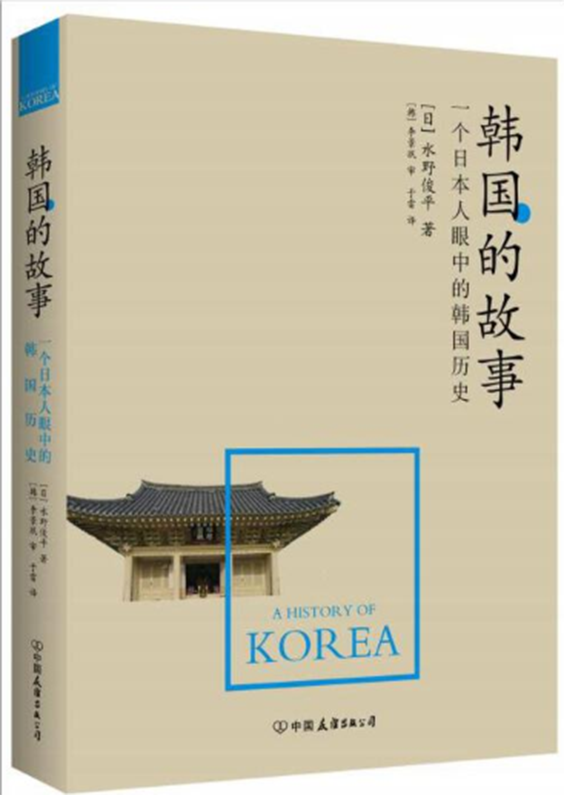 韩国的故事
一个日本人眼中的韩国历史
[日] 水野俊平 著
[韩] 李景珉 审 于雷 译
A HISTORY OF
KOREA
中国友谊出版公司
A HISTORY OF
KOREA
韩国的故事
一个日本人眼中的
韩国历史
[日] 水野俊平 著
[韩] 李景珉 审 于雷 译
中国友谊出版公司